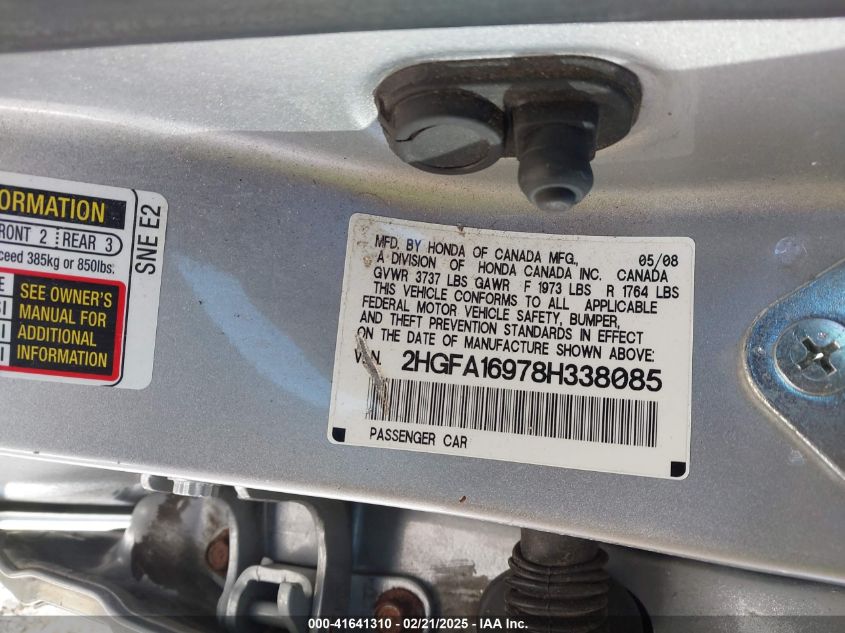 ORMATION
FRONT 2 REAR 3
ceed 385kg or 850lbs.
SEE OWNER'S
MANUAL FOR
ADDITIONAL
INFORMATION
SNE E2
MFD. BY HONDA OF CANADA MFG., 05/08
A DIVISION OF HONDA CANADA INC. CANADA
GVWR 3737 LBS GAWR F 1973 LBS R 1764 LBS
THIS VEHICLE CONFORMS TO ALL APPLICABLE
FEDERAL MOTOR VEHICLE SAFETY, BUMPER,
AND THEFT PREVENTION STANDARDS IN EFFECT
ON THE DATE OF MANUFACTURE SHOWN ABOVE:
V.I.N. 2HGFA16978H338085
PASSENGER CAR
000-41641310 - 02/21/2025 - IAA Inc.